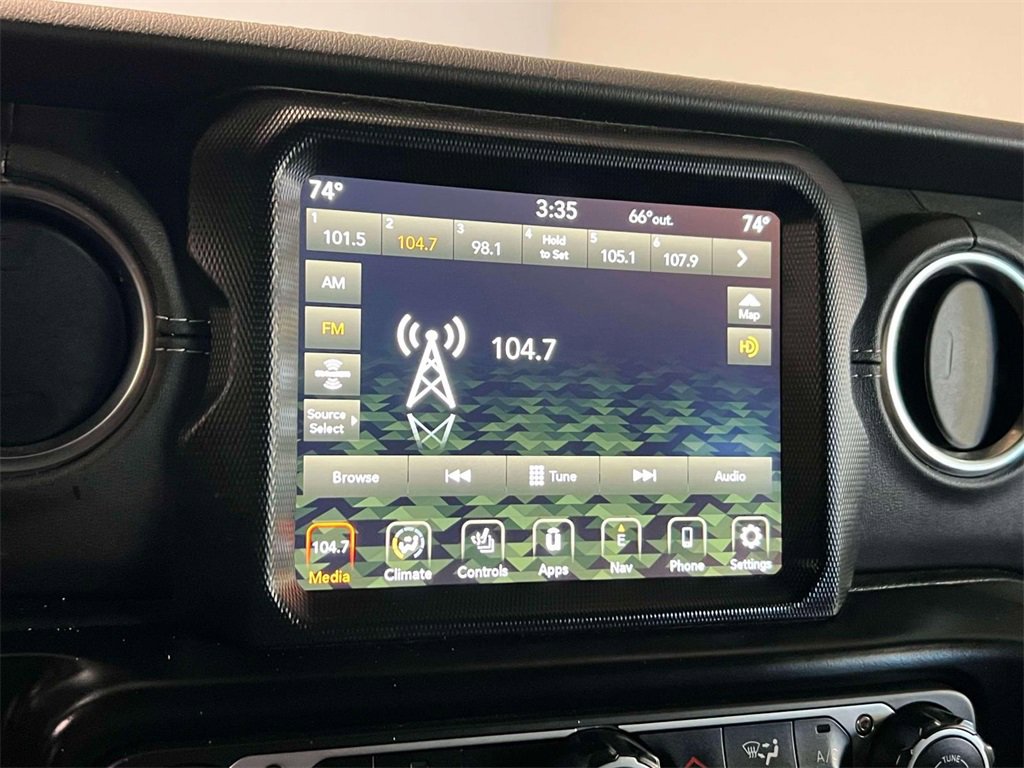 74°
3:35
66°out.
74°
1
101.5
2
104.7
3
98.1
4
Hold
to Set
5
105.1
6
107.9
AM
FM
Source
Select
104.7
Map
HD
Browse
Tune
Audio
104.7
E
Media
Climate
Controls
Apps
Nav
Phone
Settings
A/C
TUNE